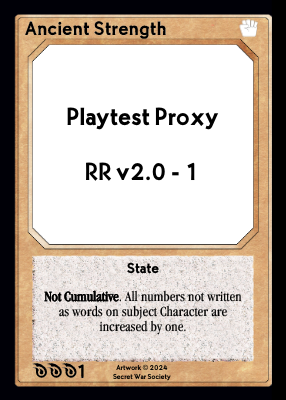 Ancient Strength
Playtest Proxy
RR v2.0 - 1
State
Not Cumulative. All numbers not written
as words on subject Character are
increased by one.
1
Artwork © 2024
Secret War Society